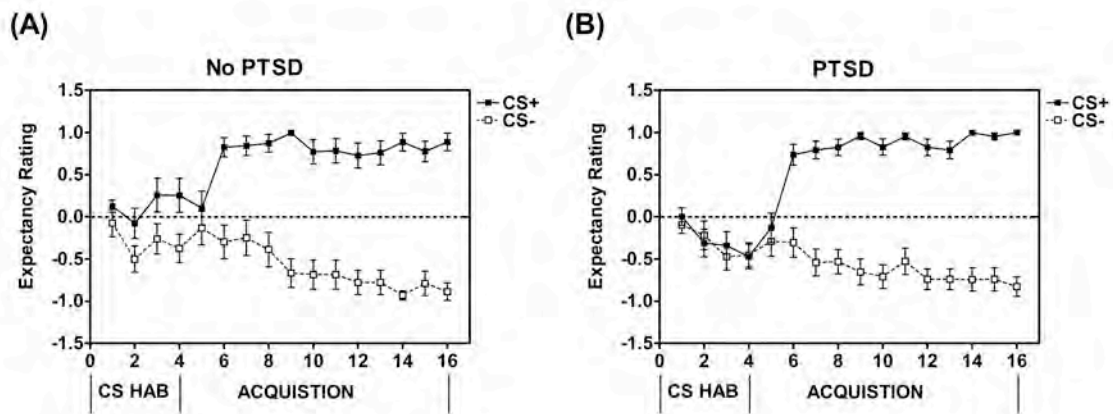 (A)
No PTSD
Expectancy Rating
1.5
1.0
0.5
0.0
-0.5
-1.0
-1.5
0 2 4 6 8 10 12 14 16
CS+
CS-
CS HAB ACQUISTION
(B)
PTSD
Expectancy Rating
1.5
1.0
0.5
0.0
-0.5
-1.0
-1.5
0 2 4 6 8 10 12 14 16
CS+
CS-
CS HAB ACQUISTION